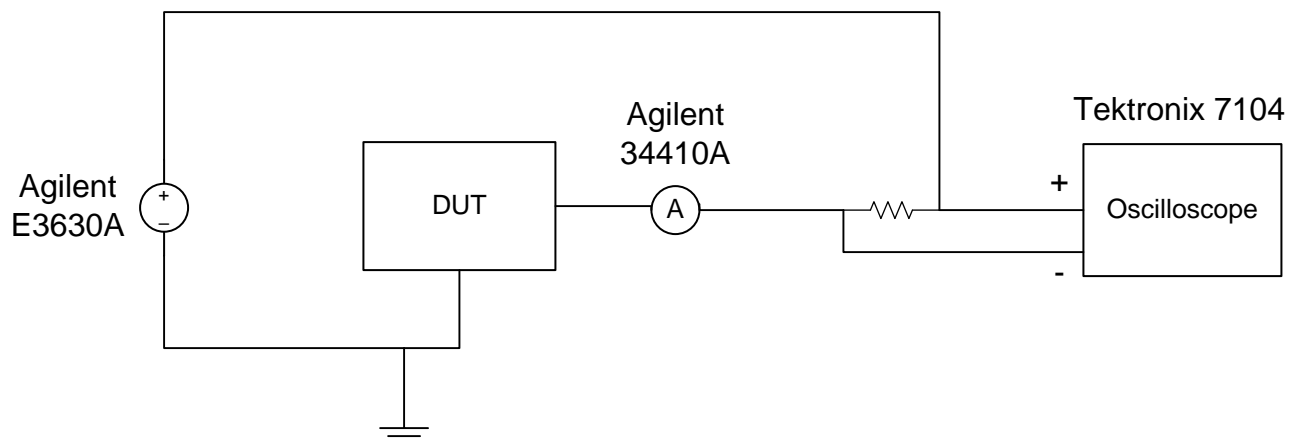 Tektronix 7104
Agilent
34410A
Agilent
E3630A
+
–
DUT
A
+
-
Oscilloscope